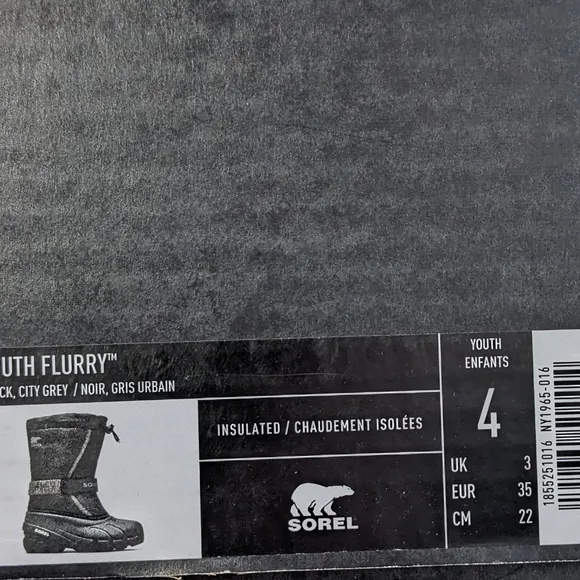 UTH FLURRY™
CK, CITY GREY / NOIR, GRIS URBAIN
INSULATED / CHAUDEMENT ISOLÉES
SOREL
YOUTH
ENFANTS
4
UK 3
EUR 35
CM 22
1855251016 NY1965-016